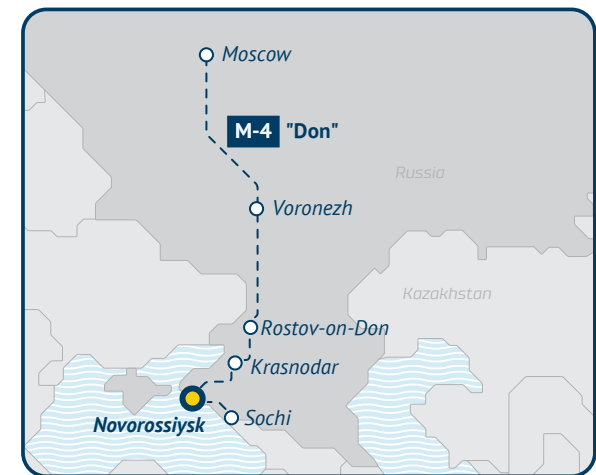 Moscow
M-4 "Don"
Russia
Voronezh
Kazakhstan
Rostov-on-Don
Krasnodar
Novorossiysk
Sochi